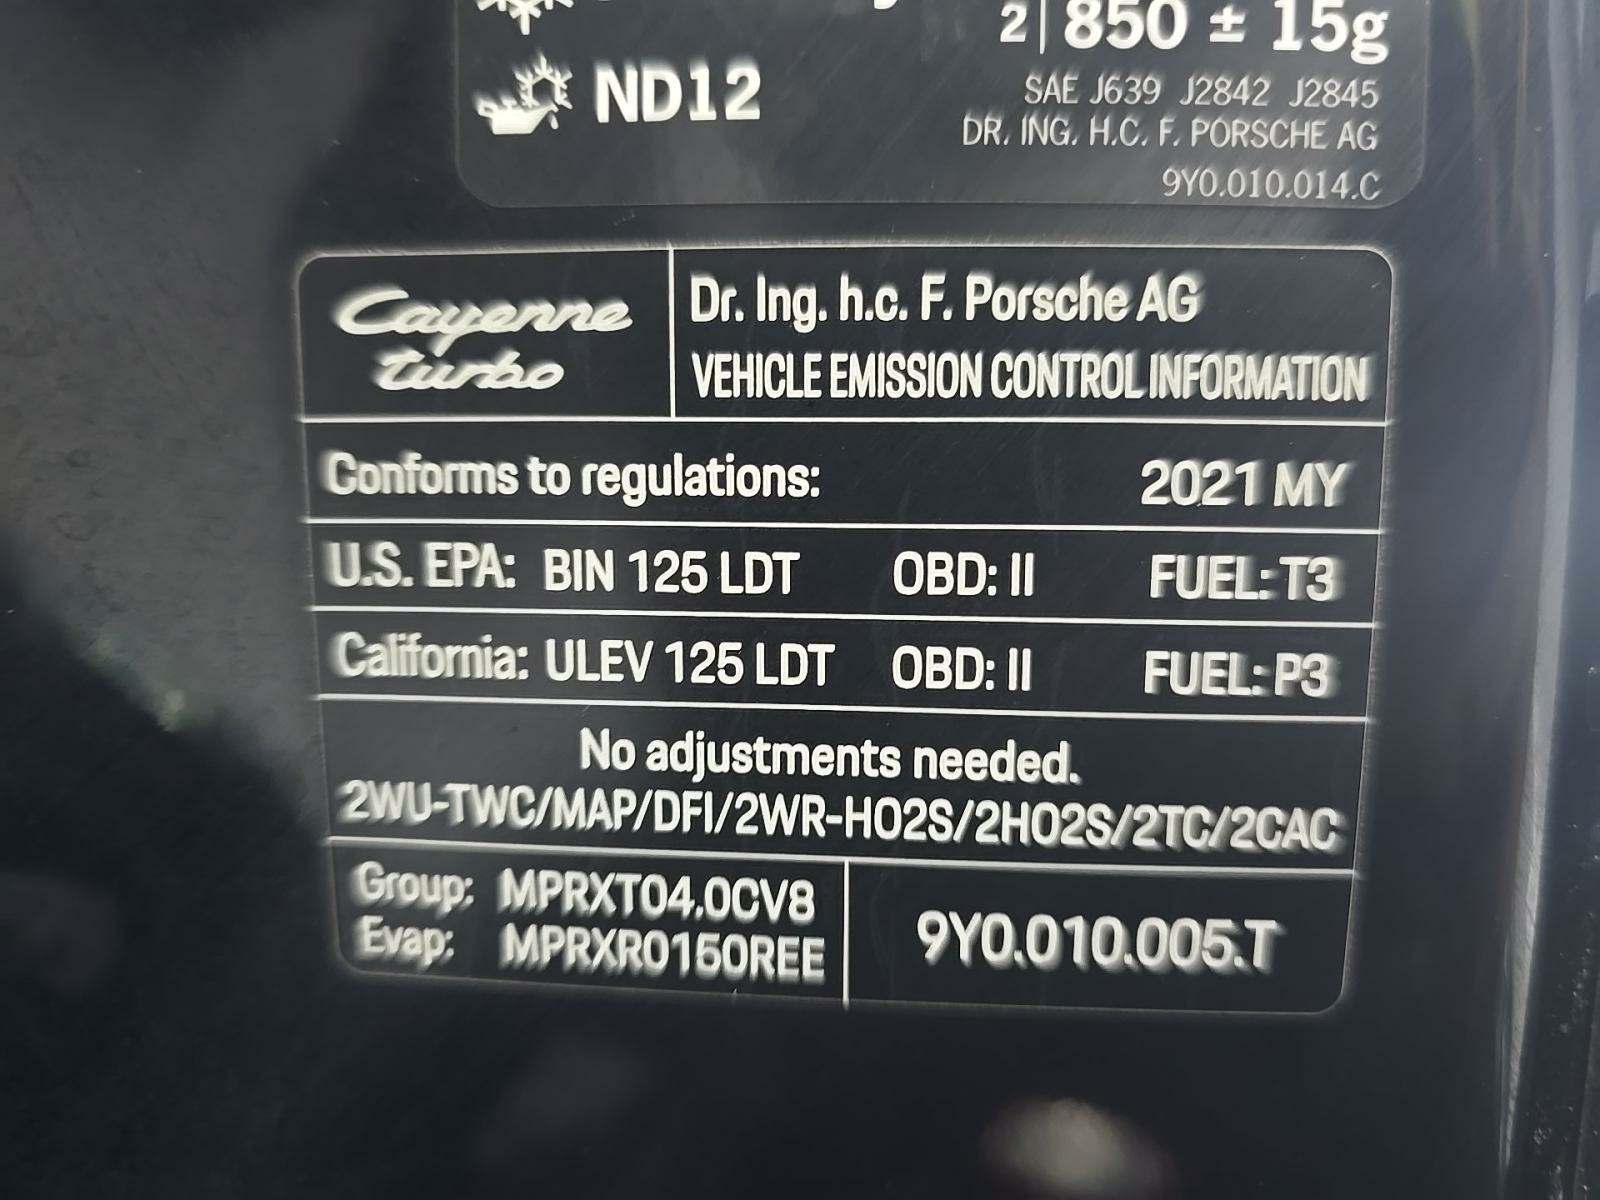 2 | 850 ± 15g
ND12
SAE J639 J2842 J2845
DR. ING. H.C. F. PORSCHE AG
9Y0.010.014.C
Cayenne
turbo
Dr. Ing. h.c. F. Porsche AG
VEHICLE EMISSION CONTROL INFORMATION
Conforms to regulations: 2021 MY
U.S. EPA: BIN 125 LDT OBD: II FUEL: T3
California: ULEV 125 LDT OBD: II FUEL: P3
No adjustments needed.
2WU-TWC/MAP/DFI/2WR-HO2S/2HO2S/2TC/2CAC
Group: MPRXT04.0CV8
Evap: MPRXR0150REE
9Y0.010.005.T